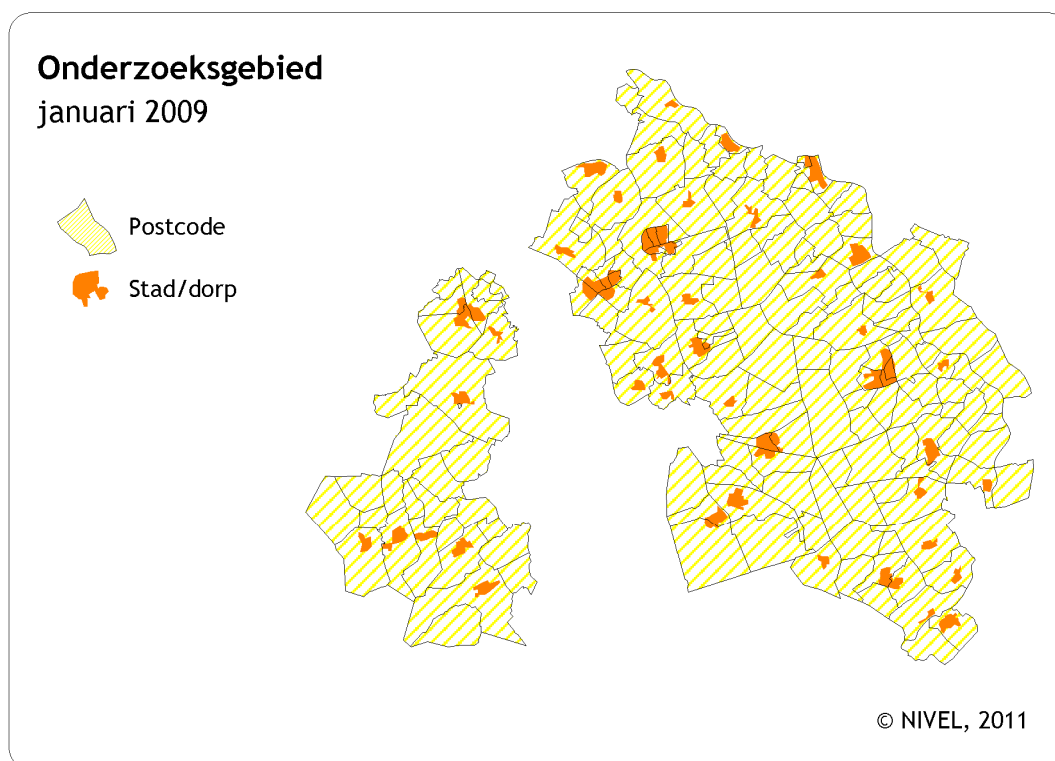 Onderzoeksgebied
januari 2009
Postcode
Stad/dorp
© NIVEL, 2011